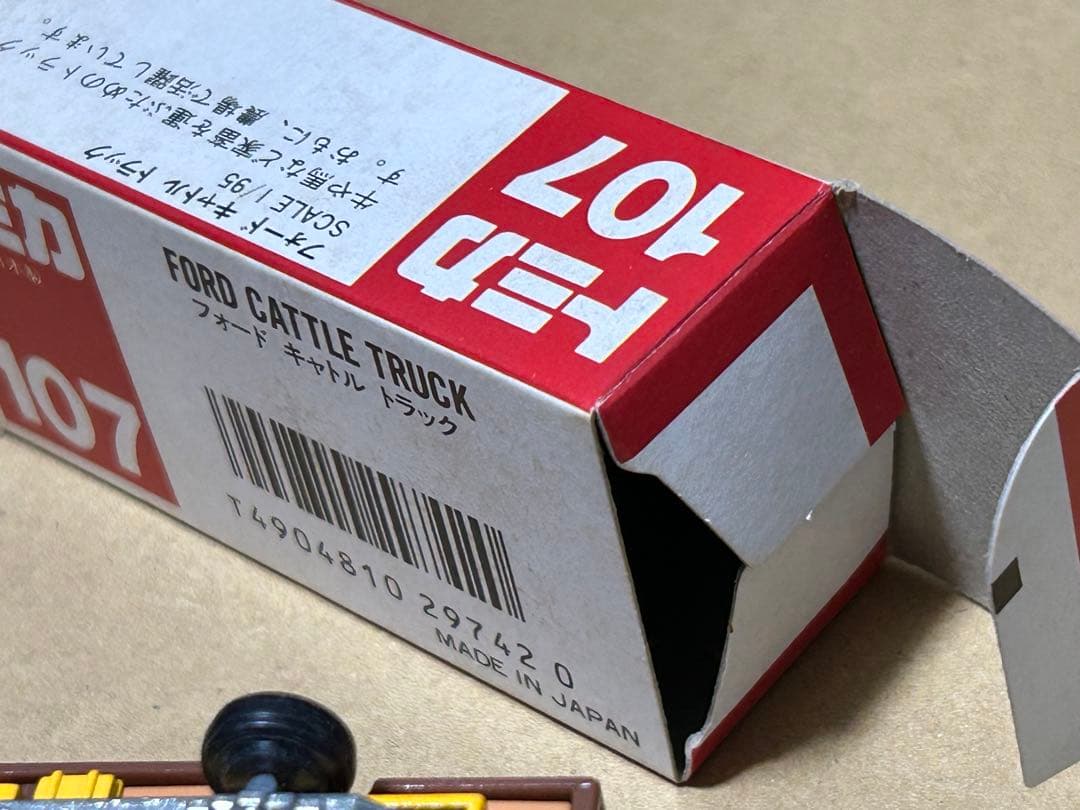 トミカ
107
フォード キャトル トラック
SCALE 1/95
牛や馬など家畜を運ぶためのトラック
す。おもに、農場で活躍しています。
ミカ
107
FORD CATTLE TRUCK
フォード キャトル トラック
T4904810 297420
MADE IN JAPAN